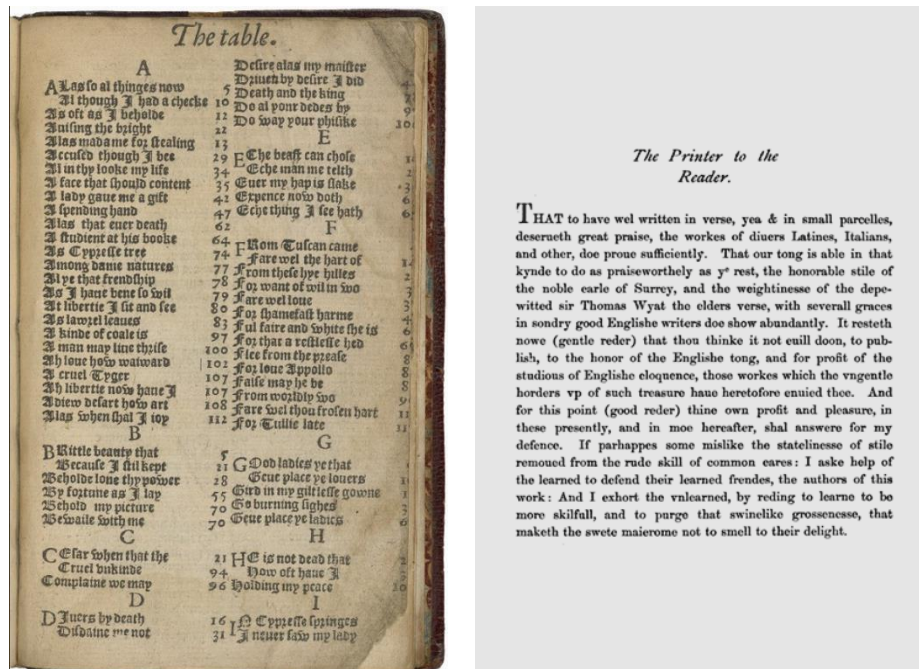 The table.
A
ALas so al thinges now 5
Al though I had a checke 10
As oft as I beholde 12
Auising the bright 22
Alas madame for stealing 13
Accused though I bee 29
Al in thy looke my life 34
A face that should content 35
A lady gaue me a gift 42
A spending hand 47
Alas that euer death 62
A studient at his booke 64
As Cypresse tree 74
Among dame natures 77
Al ye that frendship 78
As I haue bene so wil 79
At libertie I sit and see 80
As lawrel leaues 83
A kinde of coale is 97
A man may liue thrise 100
Ah loue how waiward 102
A cruel Tyger 107
Ah libertie now haue I 107
Adiew desart how art 108
Alas when shal I ioy 112
B
BRittle beauty that 5
Because I stil kept 21
Beholde loue thy power 28
By fortune as I lay 55
Behold my picture 70
Bewaile with me 70
C
CEsar when that the 21
Cruel vnkinde 94
Complaine we may 96
D
DIuers by death 16
Disdaine me not 31
Desire alas my maister
Driuen by desire I did
Death and the king
Do al your dedes by
Do way your phisike 10
E
EChe beast can chose
Eche man me telth
Euer my hap is slake
Expence now doth
Eche thing I see hath
F
FRom Tuscan came
Fare wel the hart of
From these hye hilles
For want of wil in wo
Fare wel loue
For shamefast harme
Ful faire and white she is
For that a restlesse hed
Flee from the prease
For loue Appollo
False may he be
From worldly wo
Fare wel thou frosen hart
For Tullie late
G
GOod ladies ye that
Geue place ye louers
Gird in my giltlesse gowne
Go burning sighes
Geue place ye ladies
H
HE is not dead that
How oft haue I
Holding my peace
I
IN Cypresse springes
I neuer saw my lady
The Printer to the
Reader.
THAT to have wel written in verse, yea & in small parcelles,
deserueth great praise, the workes of diuers Latines, Italians,
and other, doe proue sufficiently. That our tong is able in that
kynde to do as praiseworthely as yᵉ rest, the honorable stile of
the noble earle of Surrey, and the weightinesse of the depe-
witted sir Thomas Wyat the elders verse, with severall graces
in sondry good Englishe writers doe show abundantly. It resteth
nowe (gentle reder) that thou thinke it not euill doon, to pub-
lish, to the honor of the Englishe tong, and for profit of the
studious of Englishe eloquence, those workes which the vngentle
horders vp of such treasure haue heretofore enuied thee. And
for this point (good reder) thine own profit and pleasure, in
these presently, and in moe hereafter, shal answere for my
defence. If parhappes some mislike the statelinesse of stile
remoued from the rude skill of common eares: I aske help of
the learned to defend their learned frendes, the authors of this
work: And I exhort the vnlearned, by reding to learne to be
more skilfull, and to purge that swinelike grossenesse, that
maketh the swete maierome not to smell to their delight.